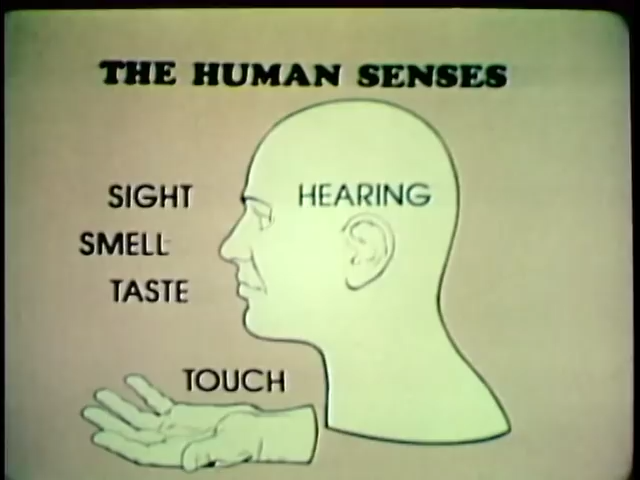 THE HUMAN SENSES
SIGHT
HEARING
SMELL
TASTE
TOUCH